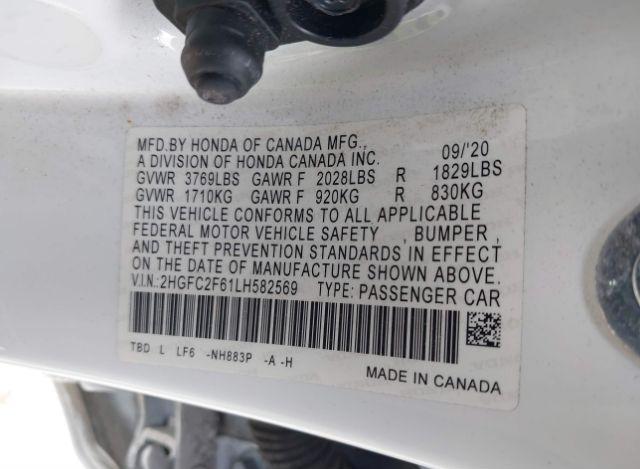 MFD.BY HONDA OF CANADA MFG., 09/'20
A DIVISION OF HONDA CANADA INC.
GVWR 3769LBS GAWR F 2028LBS R 1829LBS
GVWR 1710KG GAWR F 920KG R 830KG
THIS VEHICLE CONFORMS TO ALL APPLICABLE
FEDERAL MOTOR VEHICLE SAFETY , BUMPER ,
AND THEFT PREVENTION STANDARDS IN EFFECT
ON THE DATE OF MANUFACTURE SHOWN ABOVE.
V.I.N.:2HGFC2F61LH582569 TYPE: PASSENGER CAR
TBD L LF6 -NH883P -A -H
MADE IN CANADA